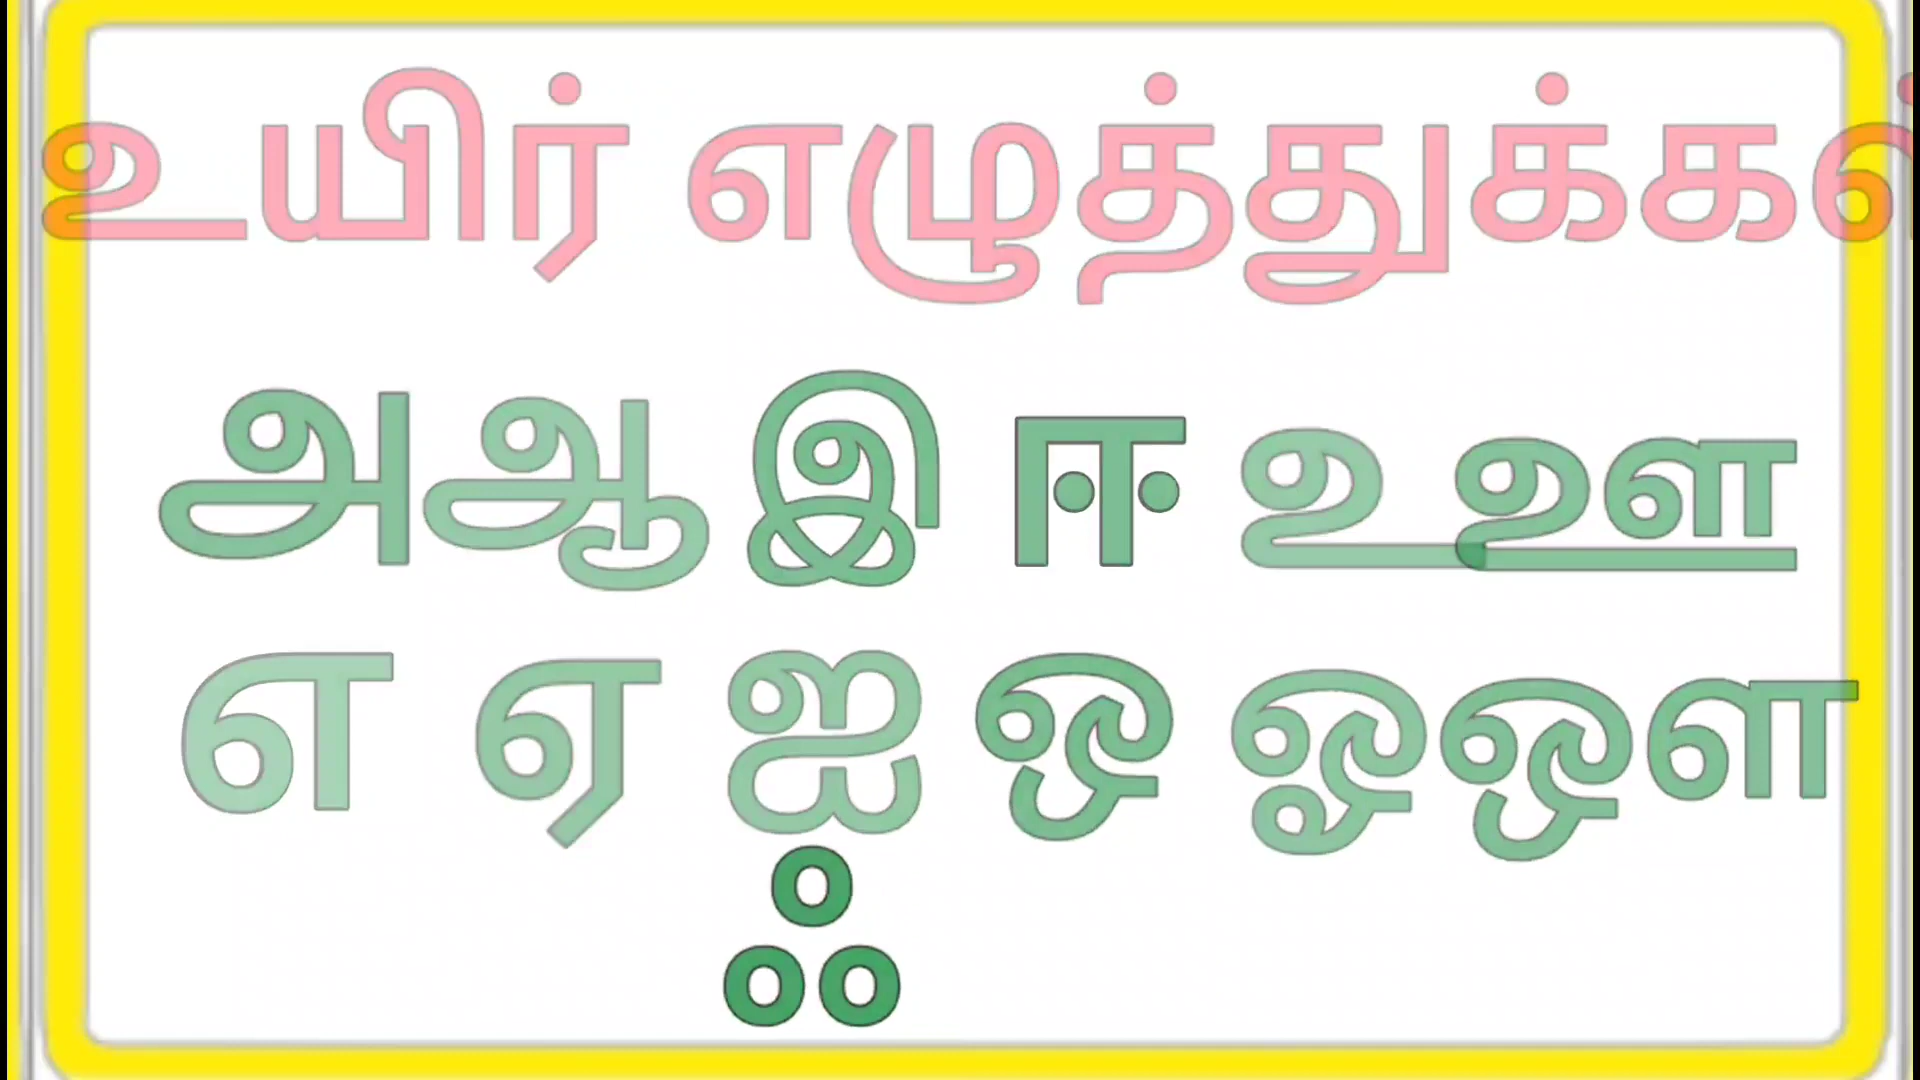 உயிர் எழுத்துக்கள்
அ ஆ இ ஈ உ ஊ
எ ஏ ஐ ஒ ஓ ஔ
ஃ